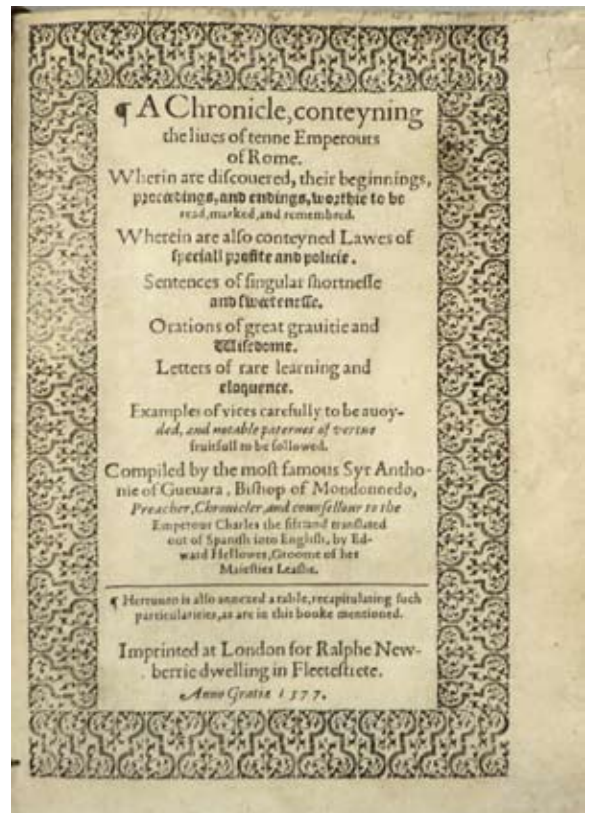 ¶ A Chronicle, conteyning
the liues of tenne Emperours
of Rome.
Wherin are discouered, their beginnings,
proceedings, and endings, worthie to be
read, marked, and remembred.
Wherein are also conteyned Lawes of
speciall profite and policie.
Sentences of singular shortnesse
and sweetenesse.
Orations of great grauitie and
Wisedome.
Letters of rare learning and
eloquence.
Examples of vices carefully to be auoy-
ded, and notable paternes of vertue
fruitfull to be followed.
Compiled by the most famous Syr Antho-
nie of Gueuara, Bishop of Mondonnedo,
Preacher, Chronicler, and counsellour to the
Emperour Charles the fift: and translated
out of Spanish into English, by Ed-
ward Hellowes, Groome of her
Maiesties Leashe.
¶ Hereunto is also annexed a table, recapitulating such
particularities, as are in this booke mentioned.
Imprinted at London for Ralphe New-
berrie dwelling in Fleetestrete.
Anno Gratiæ 1577.